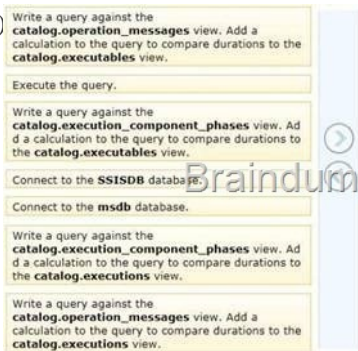 Write a query against the
catalog.operation_messages view. Add a
calculation to the query to compare durations to the
catalog.executables view.
Execute the query.
Write a query against the
catalog.execution_component_phases view. Ad
d a calculation to the query to compare durations to
the catalog.executables view.
Connect to the SSISDB database.
Braindum
Connect to the msdb database.
Write a query against the
catalog.execution_component_phases view. Ad
d a calculation to the query to compare durations to
the catalog.executions view.
Write a query against the
catalog.operation_messages view. Add a
calculation to the query to compare durations to the
catalog.executions view.